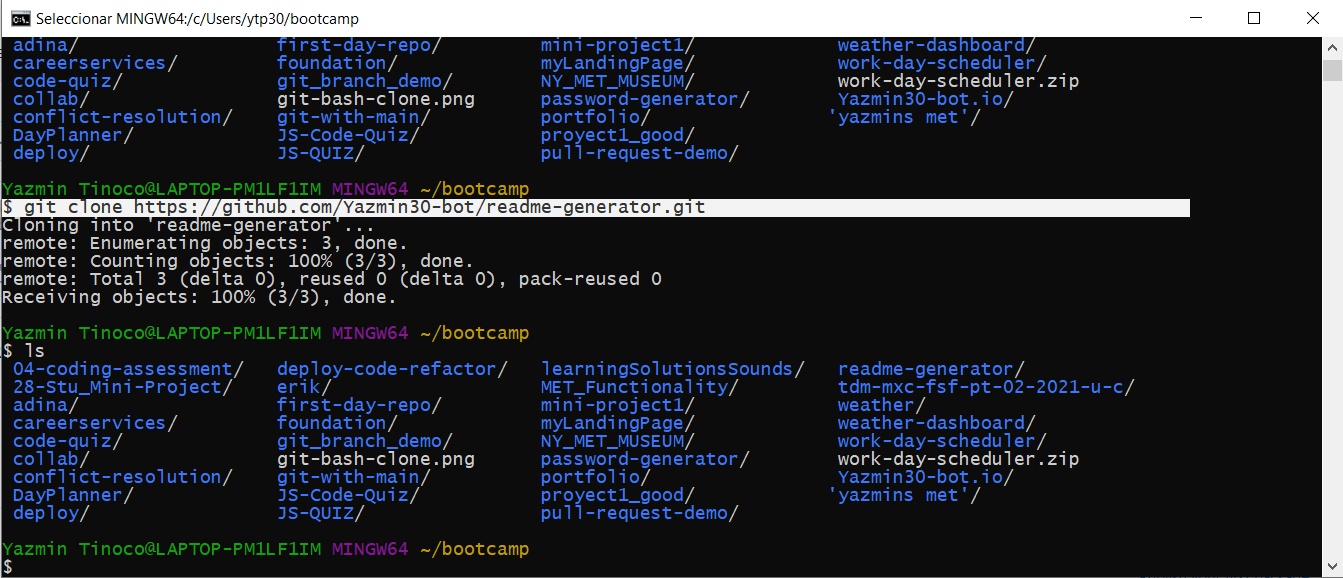 Seleccionar MINGW64:/c/Users/ytp30/bootcamp
adina/ first-day-repo/ mini-project1/ weather-dashboard/
careerservices/ foundation/ myLandingPage/ work-day-scheduler/
code-quiz/ git_branch_demo/ NY_MET_MUSEUM/ work-day-scheduler.zip
collab/ git-bash-clone.png password-generator/ Yazmin30-bot.io/
conflict-resolution/ git-with-main/ portfolio/ 'yazmins met'/
DayPlanner/ JS-Code-Quiz/ proyect1_good/
deploy/ JS-QUIZ/ pull-request-demo/
Yazmin Tinoco@LAPTOP-PM1LF1IM MINGW64 ~/bootcamp
$ git clone https://github.com/Yazmin30-bot/readme-generator.git
Cloning into 'readme-generator'...
remote: Enumerating objects: 3, done.
remote: Counting objects: 100% (3/3), done.
remote: Total 3 (delta 0), reused 0 (delta 0), pack-reused 0
Receiving objects: 100% (3/3), done.
Yazmin Tinoco@LAPTOP-PM1LF1IM MINGW64 ~/bootcamp
$ ls
04-coding-assessment/ deploy-code-refactor/ learningSolutionsSounds/ readme-generator/
28-Stu_Mini-Project/ erik/ MET_Functionality/ tdm-mxc-fsf-pt-02-2021-u-c/
adina/ first-day-repo/ mini-project1/ weather/
careerservices/ foundation/ myLandingPage/ weather-dashboard/
code-quiz/ git_branch_demo/ NY_MET_MUSEUM/ work-day-scheduler/
collab/ git-bash-clone.png password-generator/ work-day-scheduler.zip
conflict-resolution/ git-with-main/ portfolio/ Yazmin30-bot.io/
DayPlanner/ JS-Code-Quiz/ proyect1_good/ 'yazmins met'/
deploy/ JS-QUIZ/ pull-request-demo/
Yazmin Tinoco@LAPTOP-PM1LF1IM MINGW64 ~/bootcamp
$